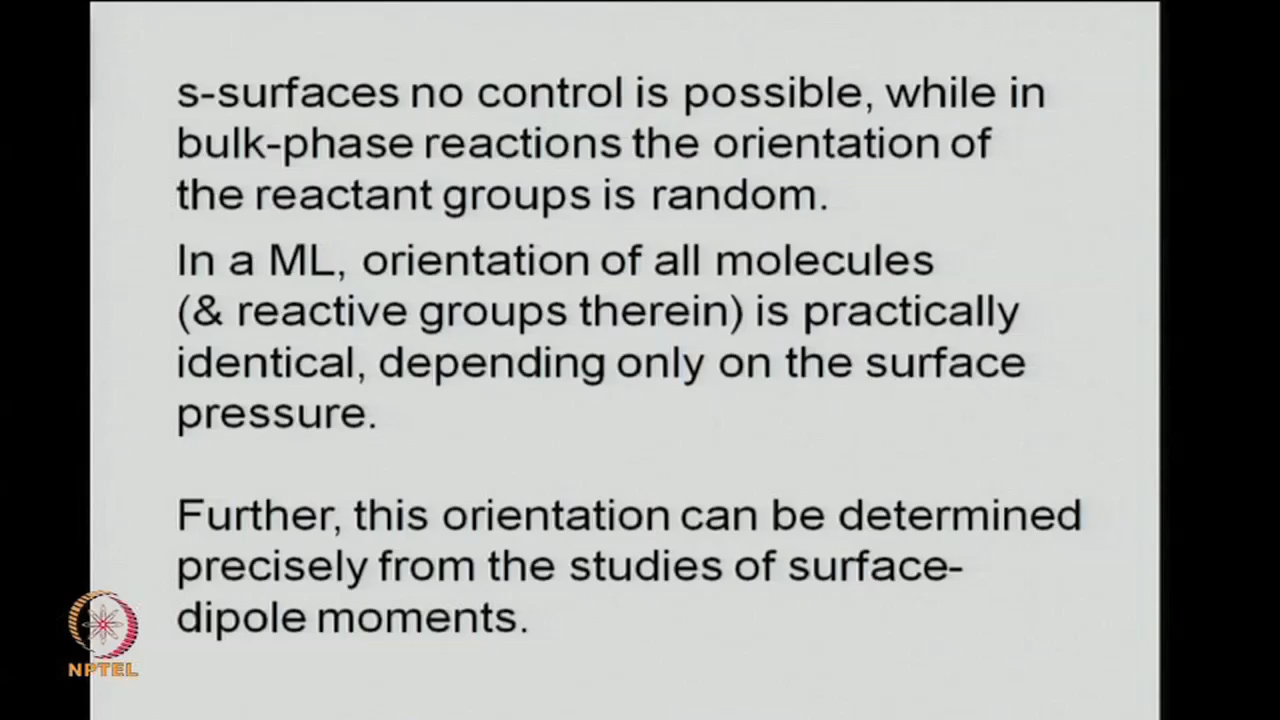 s-surfaces no control is possible, while in
bulk-phase reactions the orientation of
the reactant groups is random.
In a ML, orientation of all molecules
(& reactive groups therein) is practically
identical, depending only on the surface
pressure.
Further, this orientation can be determined
precisely from the studies of surface-
dipole moments.
NPTEL